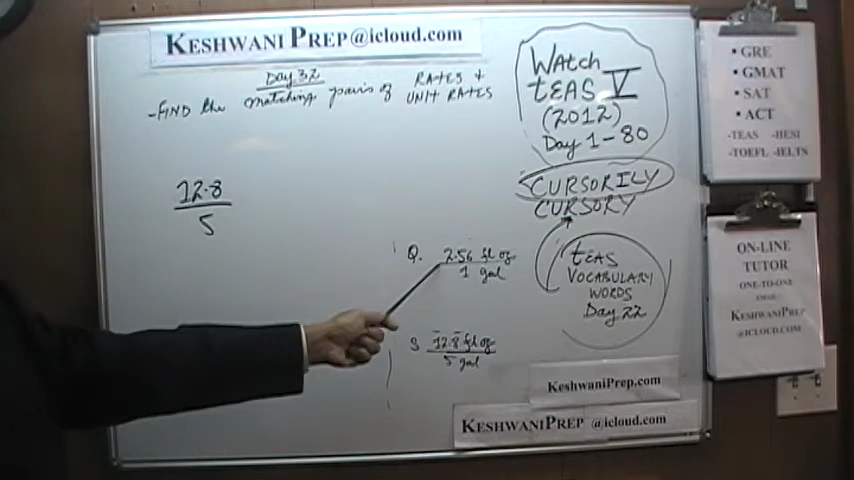 KESHWANI PREP@icloud.com
Day 32
-FIND the matching pairs of RATES +
UNIT RATES
12.8
5
Q. 2.56 fl oz
1 gal
S 12.8 fl oz
5 gal
WAtch
tEAS V
(2012)
Day 1-80
CURSORILY
CURSORY
tEAS
VOCABULARY
WORDS
Day 22
KeshwaniPrep.com
KESHWANIPREP @icloud.com
• GRE
• GMAT
• SAT
• ACT
-TEAS -HESI
-TOEFL -IELTS
ON-LINE
TUTOR
ONE-TO-ONE
EMAIL:
KESHWANIPREP
@ICLOUD.COM